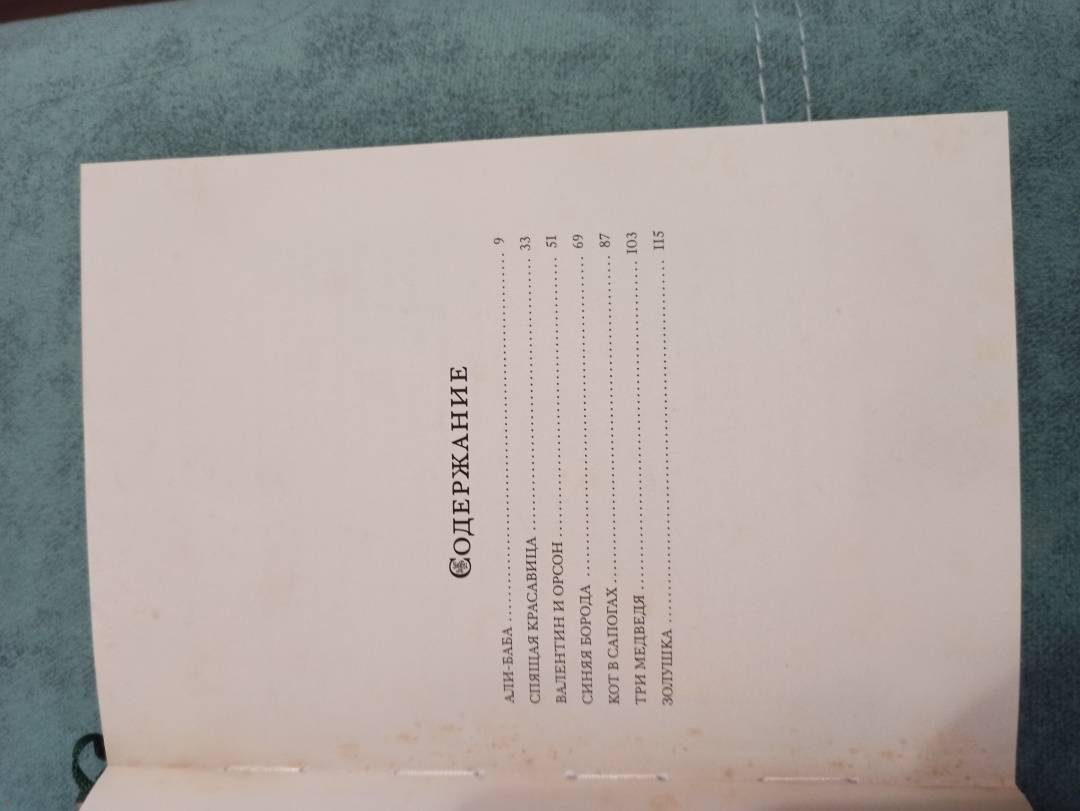 СОДЕРЖАНИЕ
АЛИ-БАБА 9
СПЯЩАЯ КРАСАВИЦА 33
ВАЛЕНТИН И ОРСОН 51
СИНЯЯ БОРОДА 69
КОТ В САПОГАХ 87
ТРИ МЕДВЕДЯ 103
ЗОЛУШКА 115